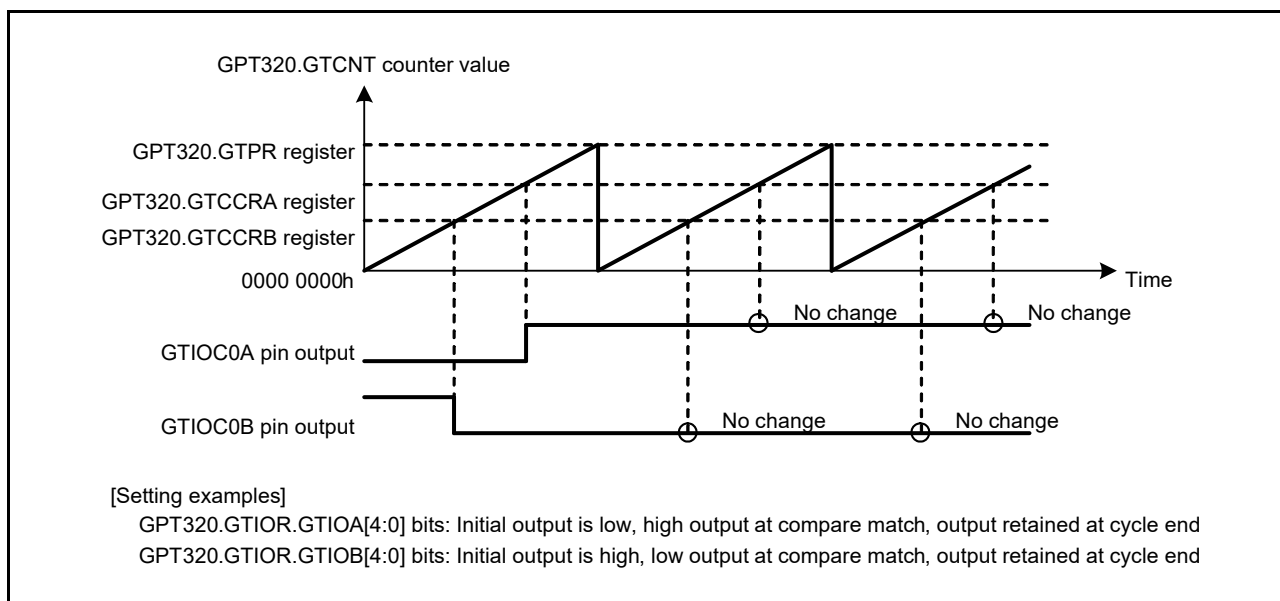 GPT320.GTCNT counter value
GPT320.GTPR register
GPT320.GTCCRA register
GPT320.GTCCRB register
0000 0000h
Time
No change
No change
GTIOC0A pin output
No change
No change
GTIOC0B pin output
[Setting examples]
GPT320.GTIOR.GTIOA[4:0] bits: Initial output is low, high output at compare match, output retained at cycle end
GPT320.GTIOR.GTIOB[4:0] bits: Initial output is high, low output at compare match, output retained at cycle end